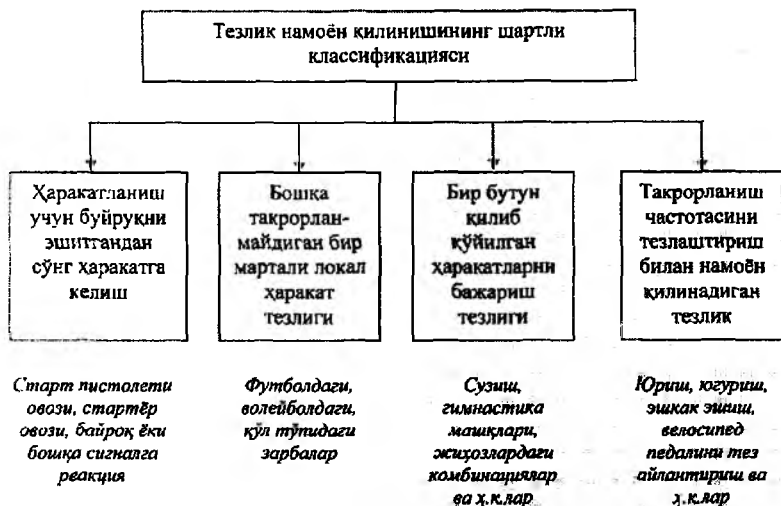 Тезлик намоён қилинишининг шартли
классификацияси
Ҳаракатланиш
учун буйруқни
эшитгандан
сўнг ҳаракатга
келиш
Бошқа
такрорлан-
майдиган бир
мартали локал
ҳаракат
тезлиги
Бир бутун
қилиб
қўйилган
ҳаракатларни
бажариш
тезлиги
Такрорланиш
частотасини
тезлаштириш
билан намоён
қилинадиган
тезлик
Старт пистолети
овози, стартёр
овози, байроқ ёки
бошқа сигналга
реакция
Футболдаги,
волейболдаги,
қўл тўпидаги
зарбалар
Сузиш,
гимнастика
машқлари,
жиҳозлардаги
комбинациялар
ва ҳ.к.лар
Юриш, югуриш,
эшкак эшиш,
велосипед
педалини тез
айлантириш ва
ҳ.к.лар